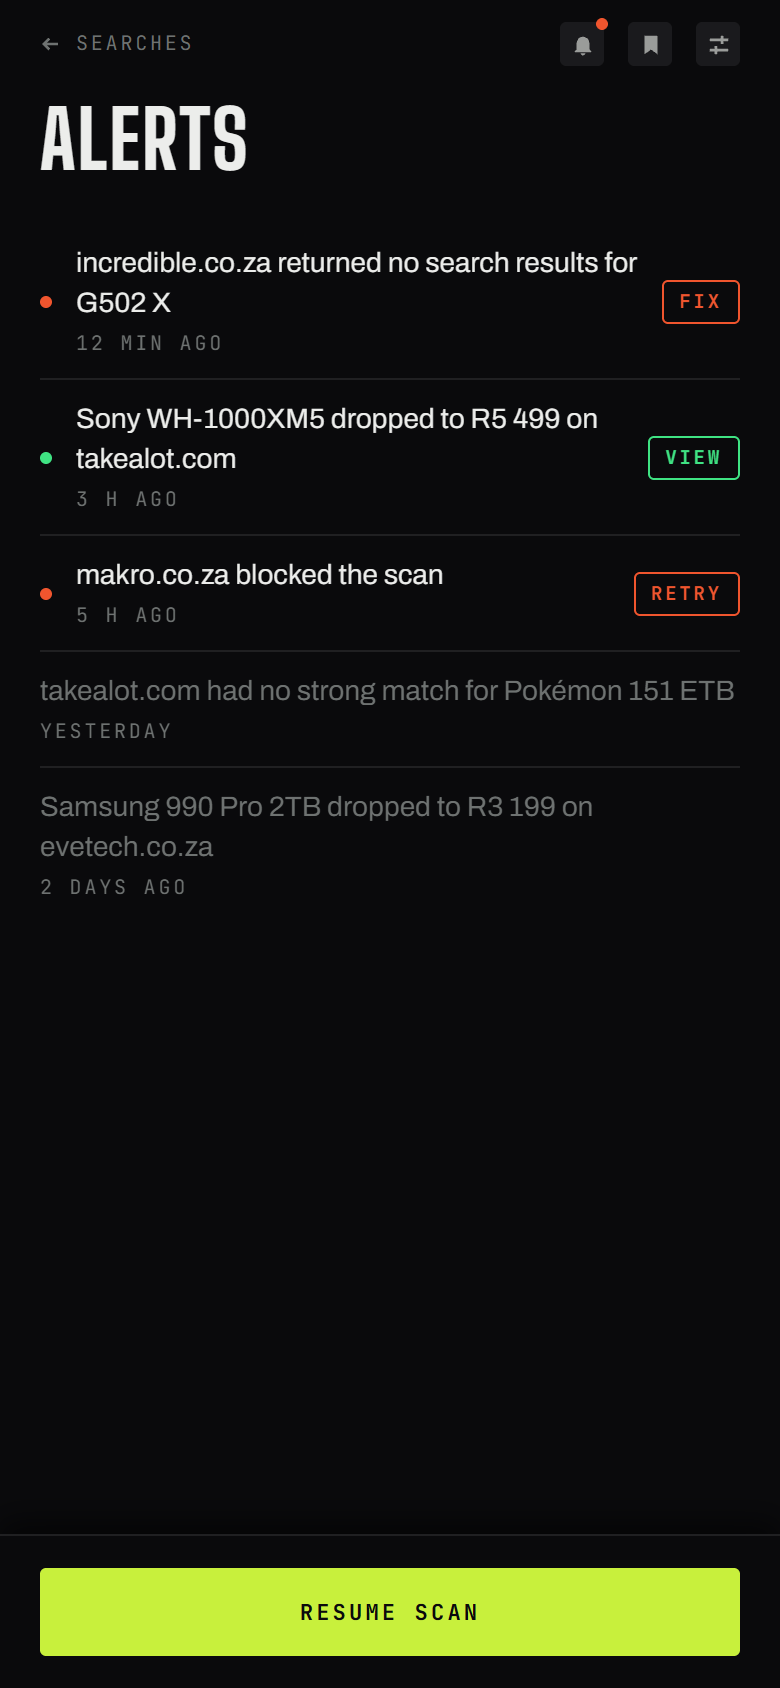 SEARCHES
ALERTS
incredible.co.za returned no search results for
G502 X
12 MIN AGO
FIX
Sony WH-1000XM5 dropped to R5 499 on
takealot.com
3 H AGO
VIEW
makro.co.za blocked the scan
5 H AGO
RETRY
takealot.com had no strong match for Pokémon 151 ETB
YESTERDAY
Samsung 990 Pro 2TB dropped to R3 199 on
evetech.co.za
2 DAYS AGO
RESUME SCAN